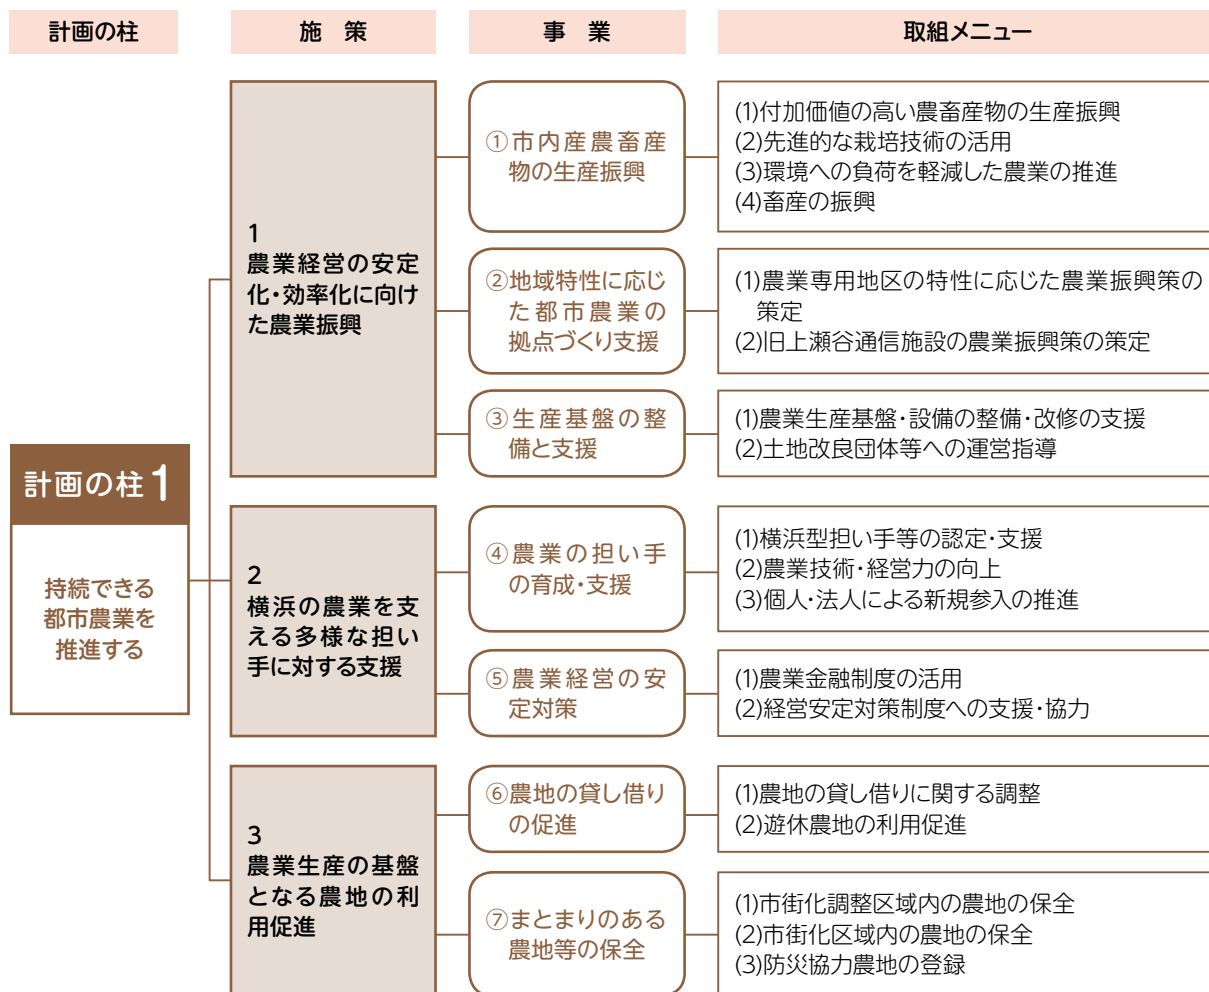 計画の柱
施　策
事　業
取組メニュー
計画の柱1
持続できる
都市農業を
推進する
1
農業経営の安定
化・効率化に向け
た農業振興
①市内産農畜産
物の生産振興
(1)付加価値の高い農畜産物の生産振興
(2)先進的な栽培技術の活用
(3)環境への負荷を軽減した農業の推進
(4)畜産の振興
②地域特性に応じ
た都市農業の
拠点づくり支援
(1)農業専用地区の特性に応じた農業振興策の
策定
(2)旧上瀬谷通信施設の農業振興策の策定
③生産基盤の整
備と支援
(1)農業生産基盤・設備の整備・改修の支援
(2)土地改良団体等への運営指導
2
横浜の農業を支
える多様な担い
手に対する支援
④農業の担い手
の育成・支援
(1)横浜型担い手等の認定・支援
(2)農業技術・経営力の向上
(3)個人・法人による新規参入の推進
⑤農業経営の安
定対策
(1)農業金融制度の活用
(2)経営安定対策制度への支援・協力
3
農業生産の基盤
となる農地の利
用促進
⑥農地の貸し借り
の促進
(1)農地の貸し借りに関する調整
(2)遊休農地の利用促進
⑦まとまりのある
農地等の保全
(1)市街化調整区域内の農地の保全
(2)市街化区域内の農地の保全
(3)防災協力農地の登録